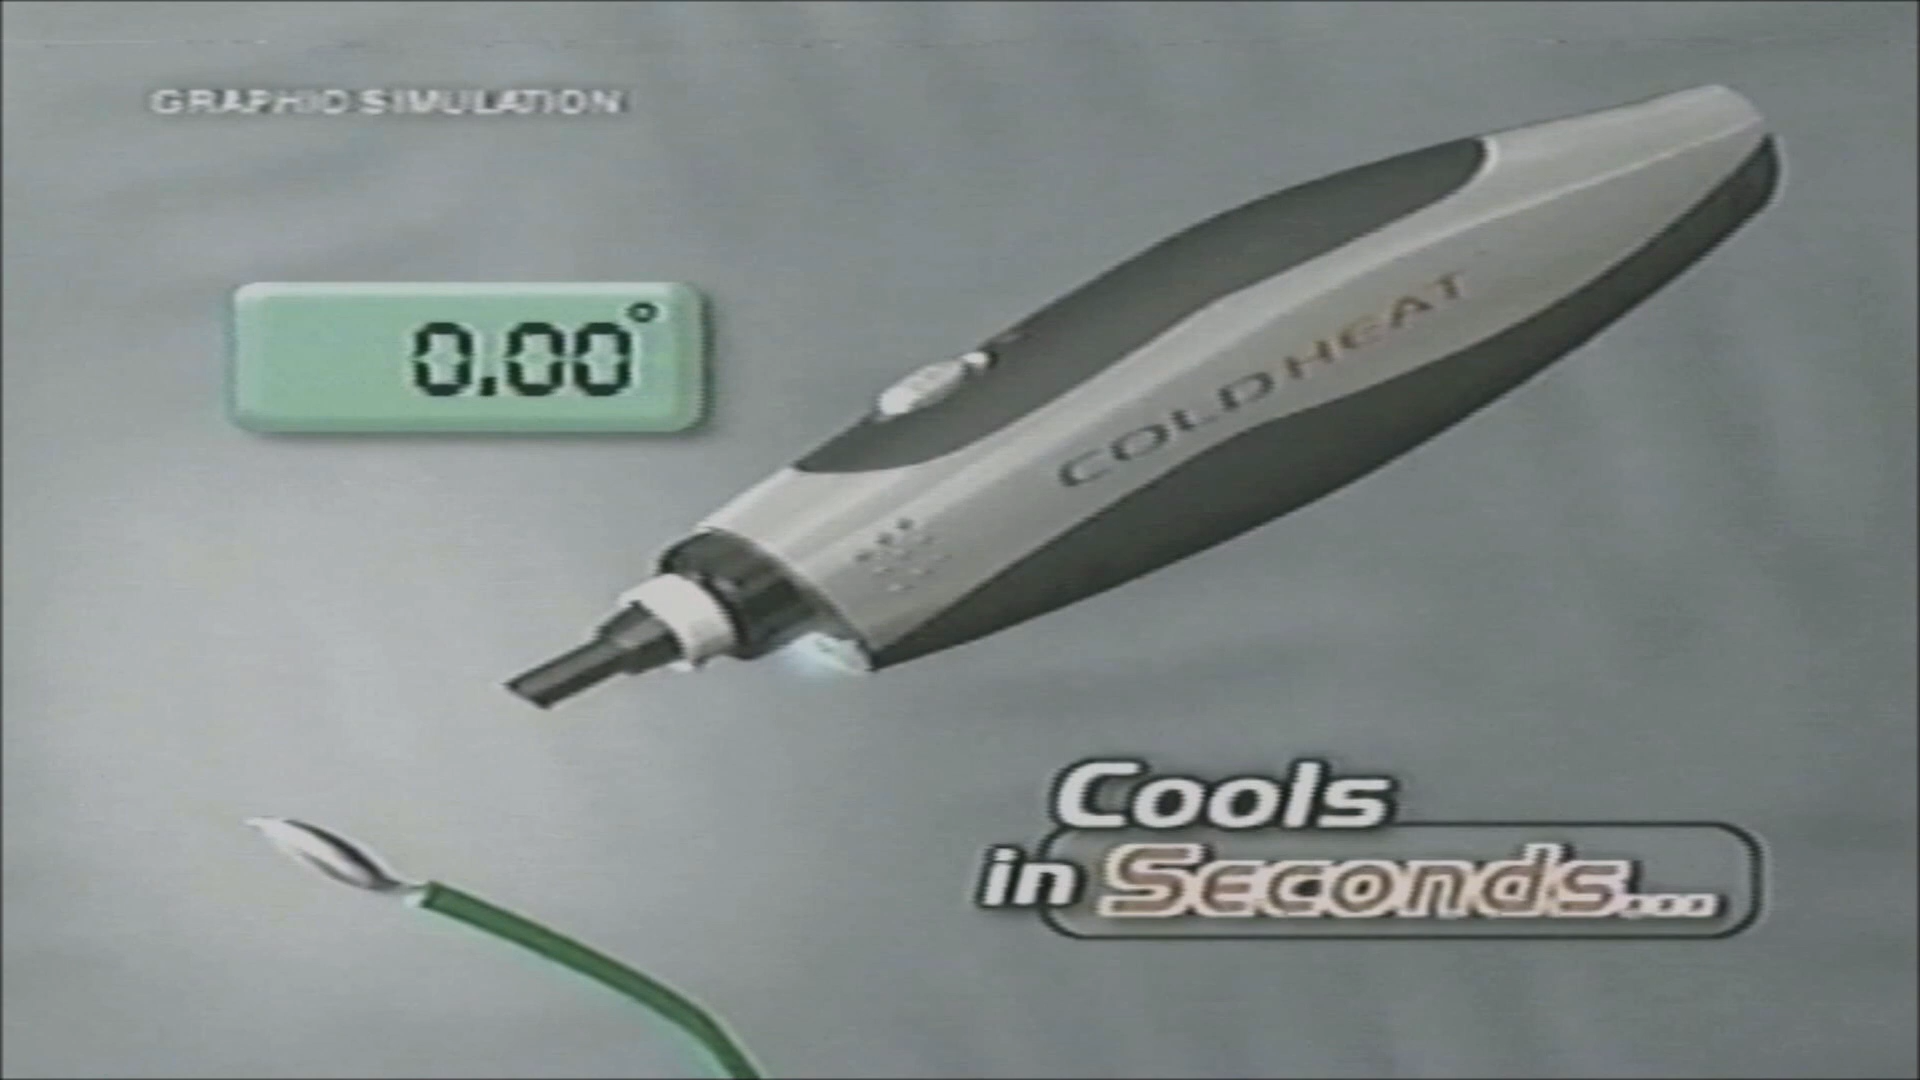 GRAPHIC SIMULATION
0.00°
COLDHEAT
Cools
in Seconds...